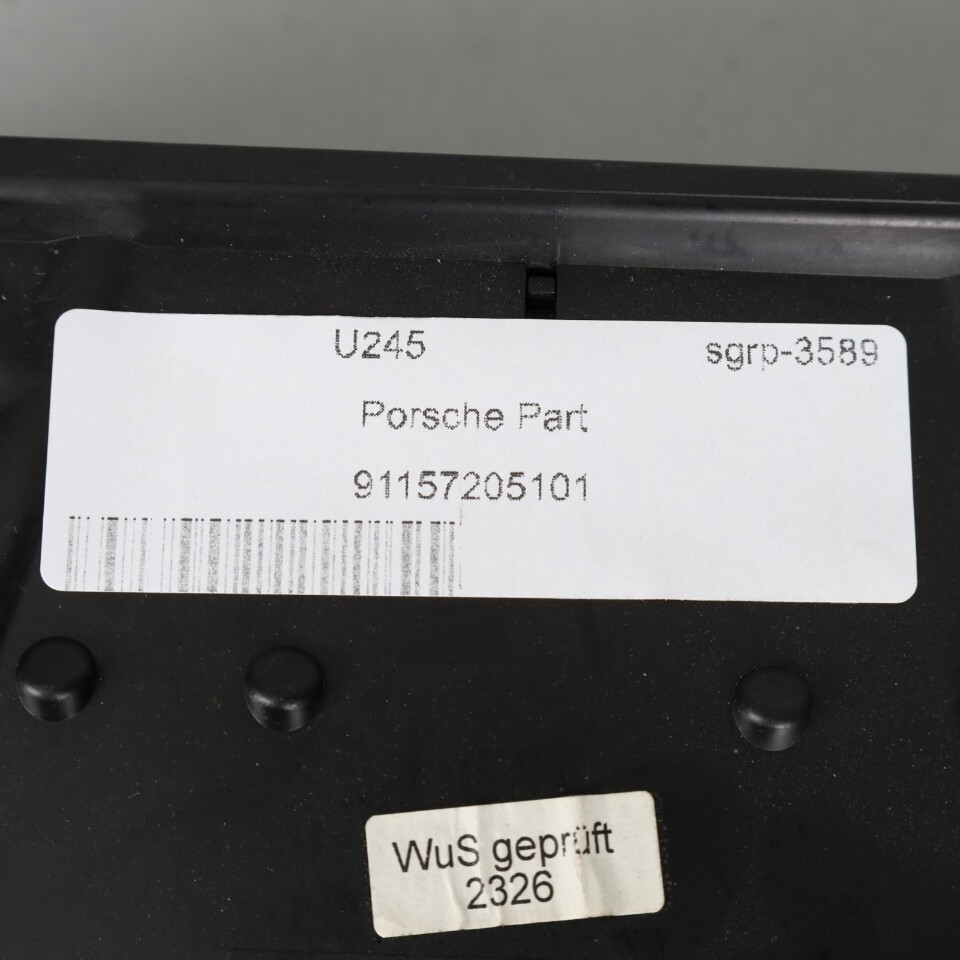 U245 sgrp-3589
Porsche Part
91157205101
WuS geprüft
2326